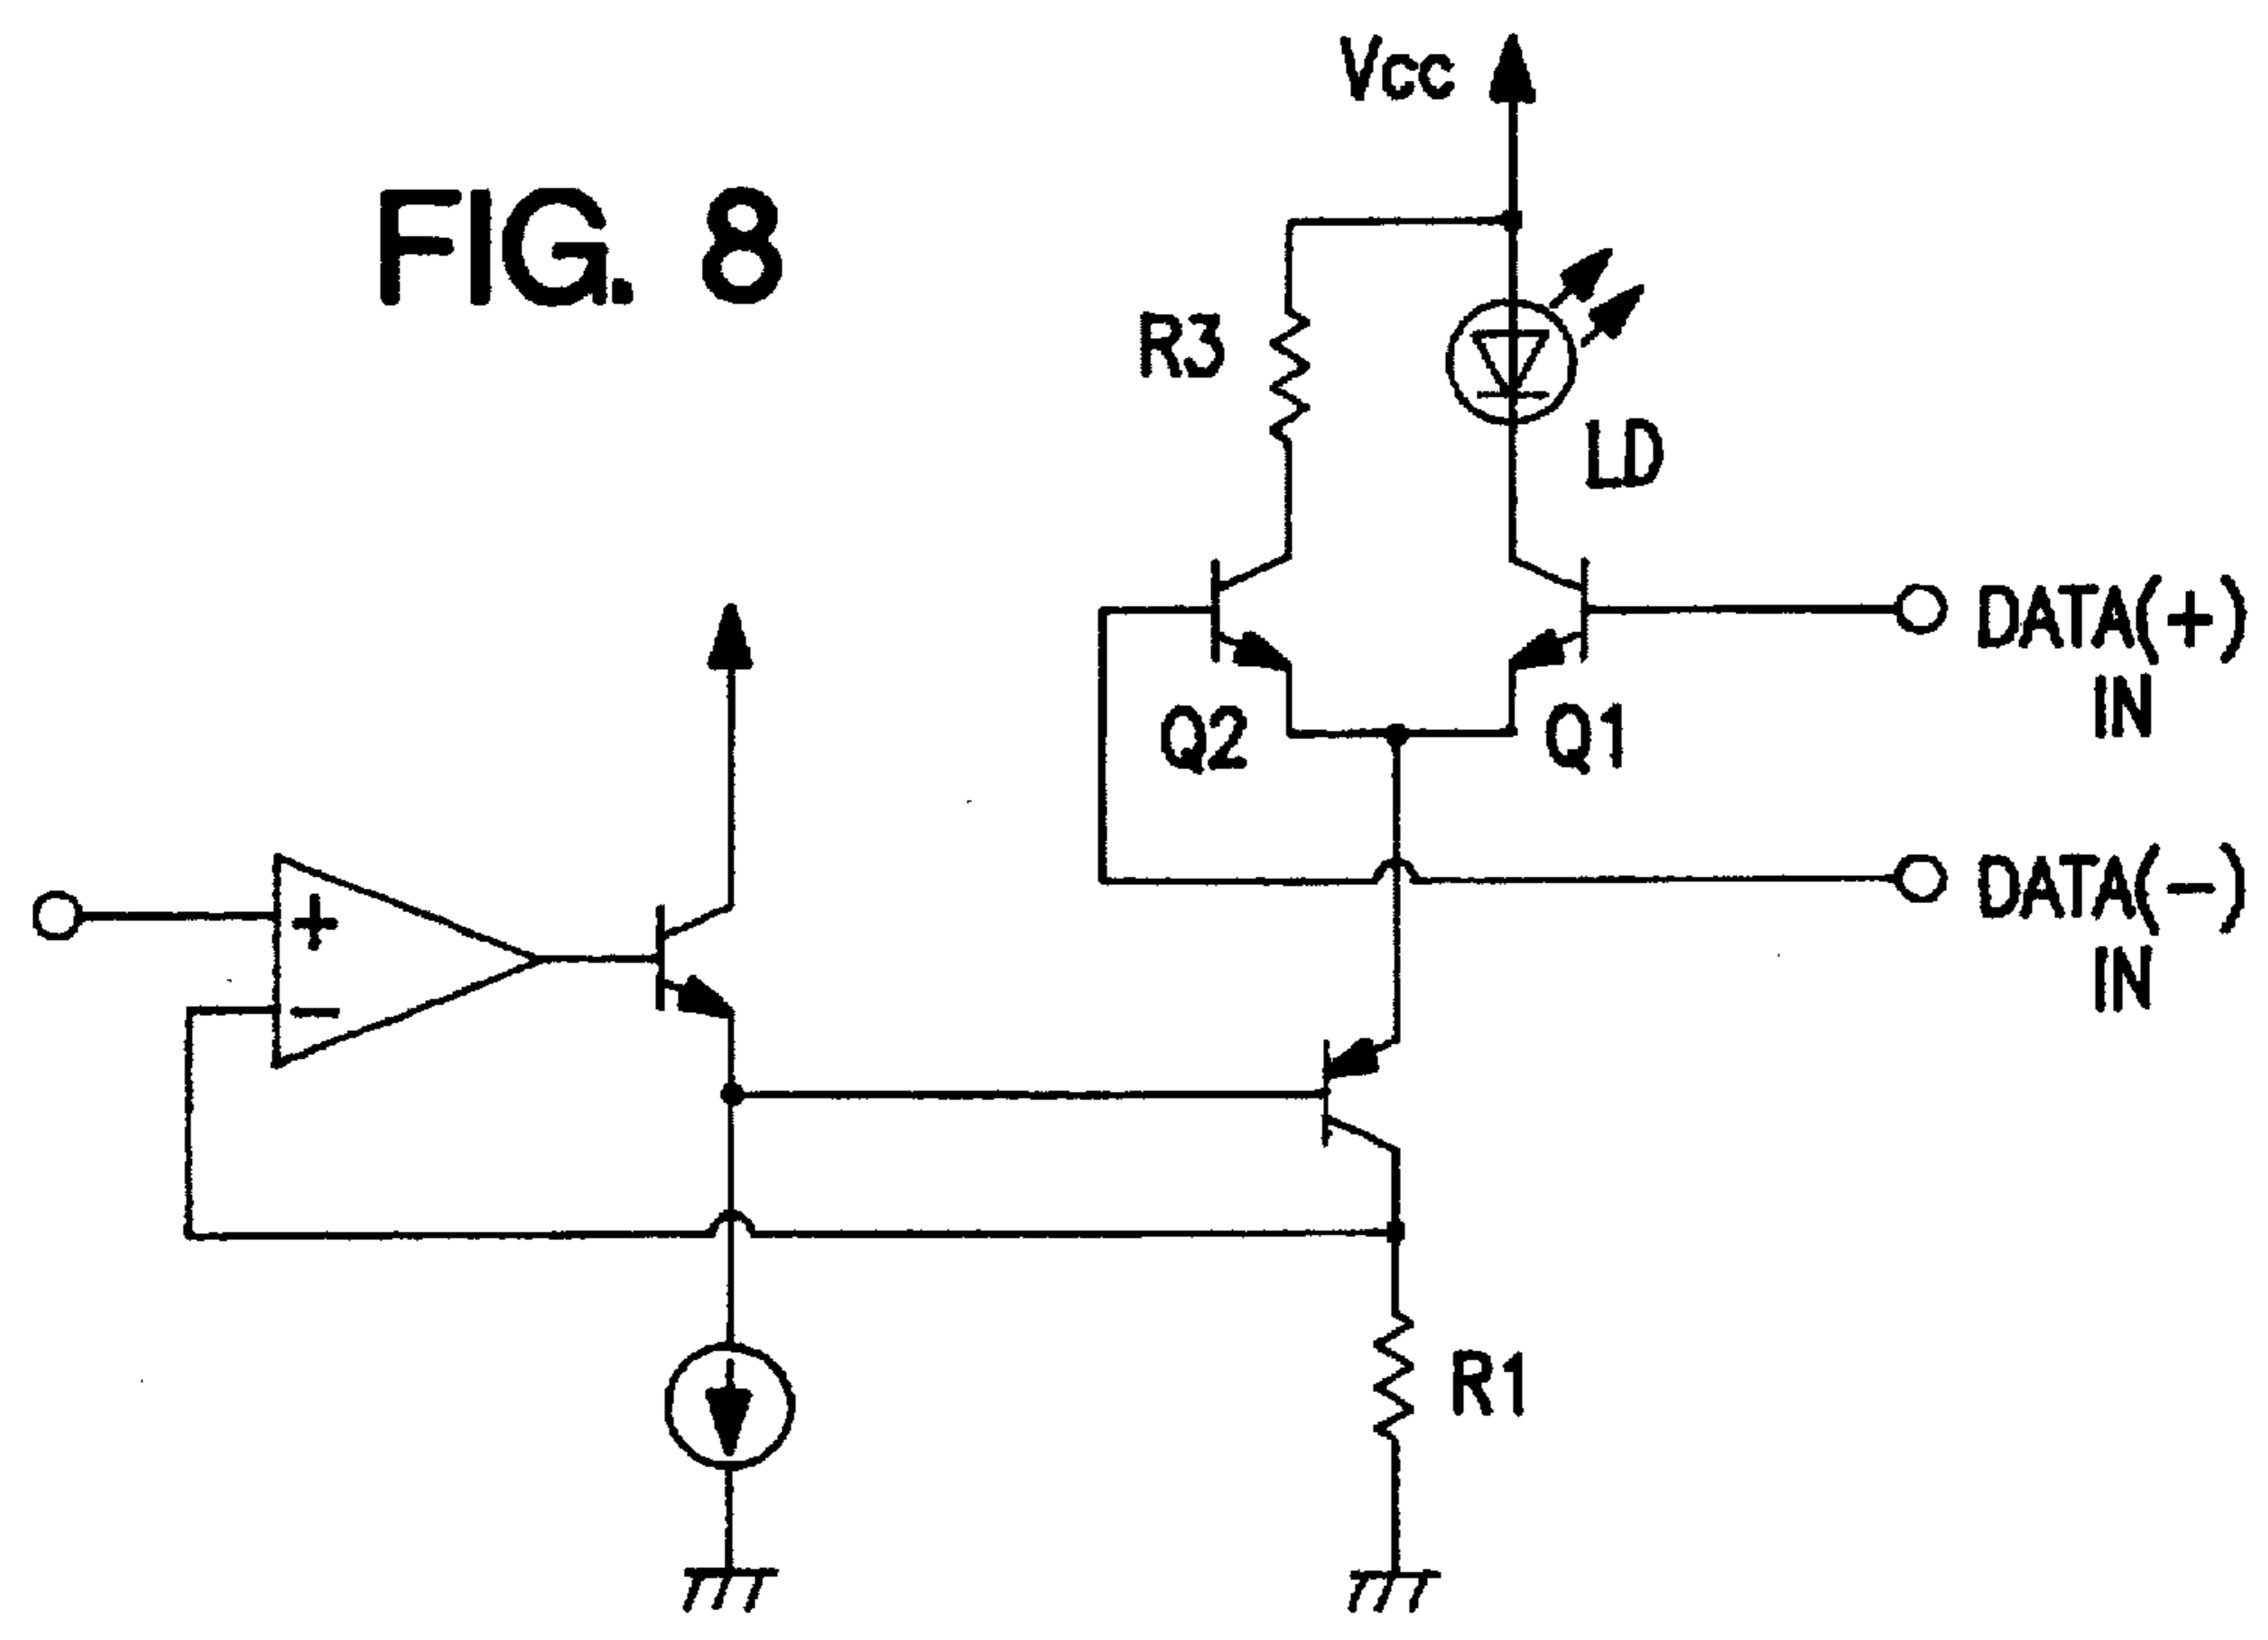 FIG. 8
Vcc
R3
LD
Q2
Q1
DATA(+)
IN
DATA(-)
IN
+
-
R1